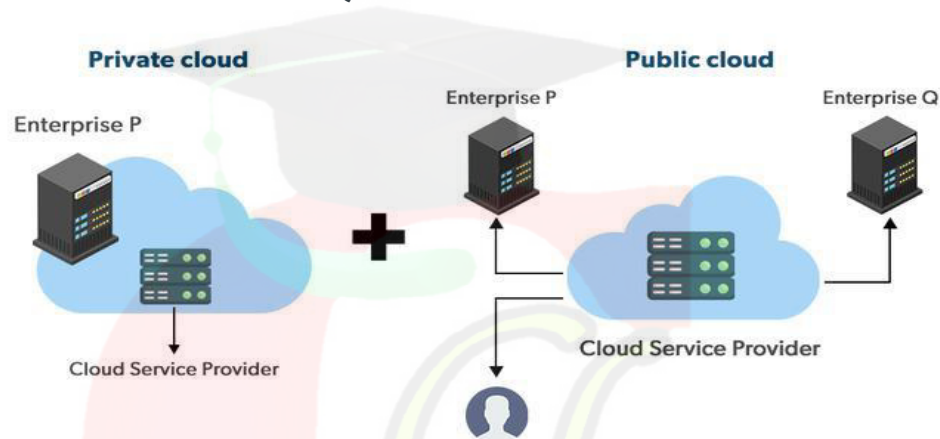 Private cloud
Public cloud
Enterprise P
Enterprise P
Enterprise Q
Cloud Service Provider
Cloud Service Provider